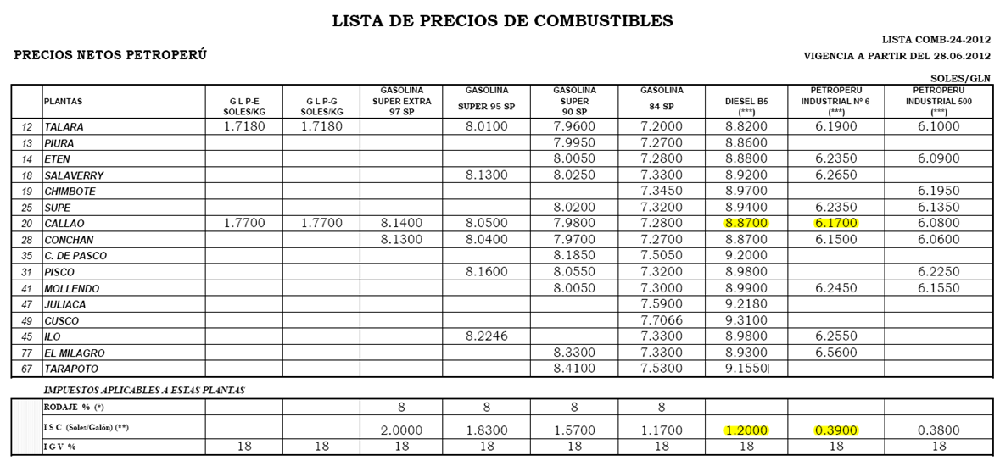 LISTA DE PRECIOS DE COMBUSTIBLES
LISTA COMB-24-2012
PRECIOS NETOS PETROPERÚ
VIGENCIA A PARTIR DEL 28.06.2012
SOLES/GLN
PLANTAS G L P-E SOLES/KG G L P-G SOLES/KG GASOLINA SUPER EXTRA 97 SP GASOLINA SUPER 95 SP GASOLINA SUPER 90 SP GASOLINA 84 SP DIESEL B5 (***) PETROPERU INDUSTRIAL Nº 6 (***) PETROPERU INDUSTRIAL 500 (***)
12 TALARA 1.7180 1.7180 8.0100 7.9600 7.2000 8.8200 6.1900 6.1000
13 PIURA 7.9950 7.2700 8.8600
14 ETEN 8.0050 7.2800 8.8800 6.2350 6.0900
18 SALAVERRY 8.1300 8.0250 7.3300 8.9200 6.2650
19 CHIMBOTE 7.3450 8.9700 6.1950
25 SUPE 8.0200 7.3200 8.9400 6.2350 6.1350
20 CALLAO 1.7700 1.7700 8.1400 8.0500 7.9800 7.2800 8.8700 6.1700 6.0800
28 CONCHAN 8.1300 8.0400 7.9700 7.2700 8.8700 6.1500 6.0600
35 C. DE PASCO 8.1850 7.5050 9.2000
31 PISCO 8.1600 8.0550 7.3200 8.9800 6.2250
41 MOLLENDO 8.0050 7.3000 8.9900 6.2450 6.1550
47 JULIACA 7.5900 9.2180
49 CUSCO 7.7066 9.3100
45 ILO 8.2246 7.3300 8.9800 6.2550
77 EL MILAGRO 8.3300 7.3300 8.9300 6.5600
67 TARAPOTO 8.4100 7.5300 9.1550
IMPUESTOS APLICABLES A ESTAS PLANTAS
RODAJE % (*) 8 8 8 8
I S C (Soles/Galón) (**) 2.0000 1.8300 1.5700 1.1700 1.2000 0.3900 0.3800
I G V % 18 18 18 18 18 18 18 18 18